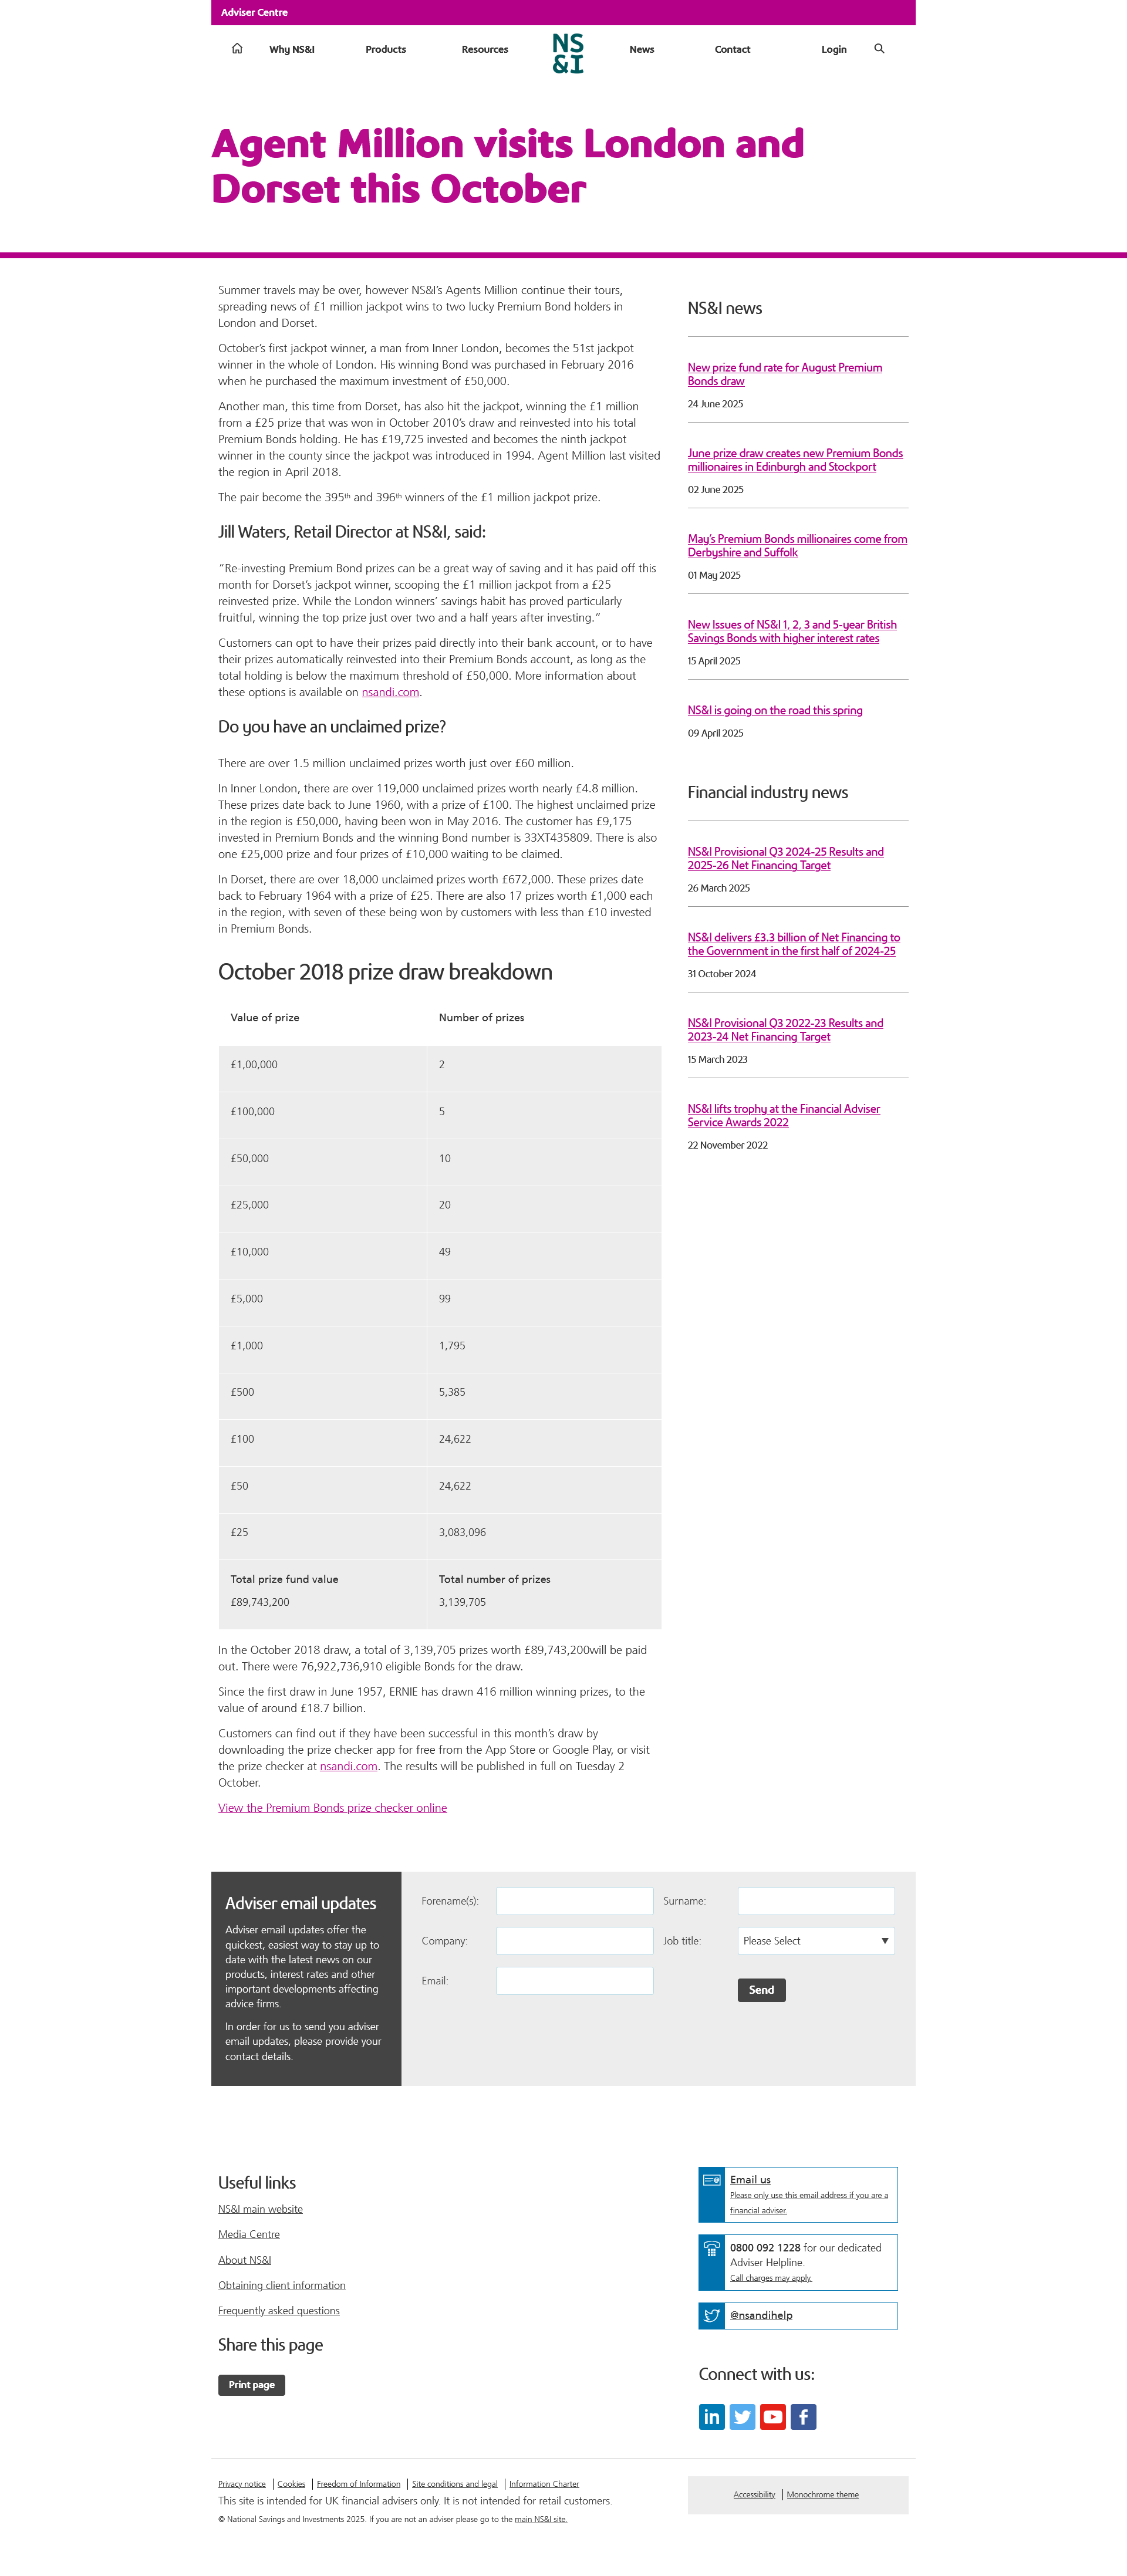 Adviser Centre
Why NS&I
Products
Resources
NS
&I
News
Contact
Login
Agent Million visits London and
Dorset this October
Summer travels may be over, however NS&I’s Agents Million continue their tours,
spreading news of £1 million jackpot wins to two lucky Premium Bond holders in
London and Dorset.
October’s first jackpot winner, a man from Inner London, becomes the 51st jackpot
winner in the whole of London. His winning Bond was purchased in February 2016
when he purchased the maximum investment of £50,000.
Another man, this time from Dorset, has also hit the jackpot, winning the £1 million
from a £25 prize that was won in October 2010’s draw and reinvested into his total
Premium Bonds holding. He has £19,725 invested and becomes the ninth jackpot
winner in the county since the jackpot was introduced in 1994. Agent Million last visited
the region in April 2018.
The pair become the 395th and 396th winners of the £1 million jackpot prize.
Jill Waters, Retail Director at NS&I, said:
“Re-investing Premium Bond prizes can be a great way of saving and it has paid off this
month for Dorset’s jackpot winner, scooping the £1 million jackpot from a £25
reinvested prize. While the London winners’ savings habit has proved particularly
fruitful, winning the top prize just over two and a half years after investing.”
Customers can opt to have their prizes paid directly into their bank account, or to have
their prizes automatically reinvested into their Premium Bonds account, as long as the
total holding is below the maximum threshold of £50,000. More information about
these options is available on nsandi.com.
Do you have an unclaimed prize?
There are over 1.5 million unclaimed prizes worth just over £60 million.
In Inner London, there are over 119,000 unclaimed prizes worth nearly £4.8 million.
These prizes date back to June 1960, with a prize of £100. The highest unclaimed prize
in the region is £50,000, having been won in May 2016. The customer has £9,175
invested in Premium Bonds and the winning Bond number is 33XT435809. There is also
one £25,000 prize and four prizes of £10,000 waiting to be claimed.
In Dorset, there are over 18,000 unclaimed prizes worth £672,000. These prizes date
back to February 1964 with a prize of £25. There are also 17 prizes worth £1,000 each
in the region, with seven of these being won by customers with less than £10 invested
in Premium Bonds.
October 2018 prize draw breakdown
Value of prize Number of prizes
£1,00,000 2
£100,000 5
£50,000 10
£25,000 20
£10,000 49
£5,000 99
£1,000 1,795
£500 5,385
£100 24,622
£50 24,622
£25 3,083,096
Total prize fund value Total number of prizes
£89,743,200 3,139,705
In the October 2018 draw, a total of 3,139,705 prizes worth £89,743,200will be paid
out. There were 76,922,736,910 eligible Bonds for the draw.
Since the first draw in June 1957, ERNIE has drawn 416 million winning prizes, to the
value of around £18.7 billion.
Customers can find out if they have been successful in this month’s draw by
downloading the prize checker app for free from the App Store or Google Play, or visit
the prize checker at nsandi.com. The results will be published in full on Tuesday 2
October.
View the Premium Bonds prize checker online
NS&I news
New prize fund rate for August Premium
Bonds draw
24 June 2025
June prize draw creates new Premium Bonds
millionaires in Edinburgh and Stockport
02 June 2025
May’s Premium Bonds millionaires come from
Derbyshire and Suffolk
01 May 2025
New Issues of NS&I 1, 2, 3 and 5-year British
Savings Bonds with higher interest rates
15 April 2025
NS&I is going on the road this spring
09 April 2025
Financial industry news
NS&I Provisional Q3 2024-25 Results and
2025-26 Net Financing Target
26 March 2025
NS&I delivers £3.3 billion of Net Financing to
the Government in the first half of 2024-25
31 October 2024
NS&I Provisional Q3 2022-23 Results and
2023-24 Net Financing Target
15 March 2023
NS&I lifts trophy at the Financial Adviser
Service Awards 2022
22 November 2022
Adviser email updates
Adviser email updates offer the
quickest, easiest way to stay up to
date with the latest news on our
products, interest rates and other
important developments affecting
advice firms.
In order for us to send you adviser
email updates, please provide your
contact details.
Forename(s):
Surname:
Company:
Job title:
Please Select
Email:
Send
Useful links
NS&I main website
Media Centre
About NS&I
Obtaining client information
Frequently asked questions
Share this page
Print page
Email us
Please only use this email address if you are a
financial adviser.
0800 092 1228 for our dedicated
Adviser Helpline.
Call charges may apply.
@nsandihelp
Connect with us:
Privacy notice | Cookies | Freedom of Information | Site conditions and legal | Information Charter
This site is intended for UK financial advisers only. It is not intended for retail customers.
© National Savings and Investments 2025. If you are not an adviser please go to the main NS&I site.
Accessibility | Monochrome theme